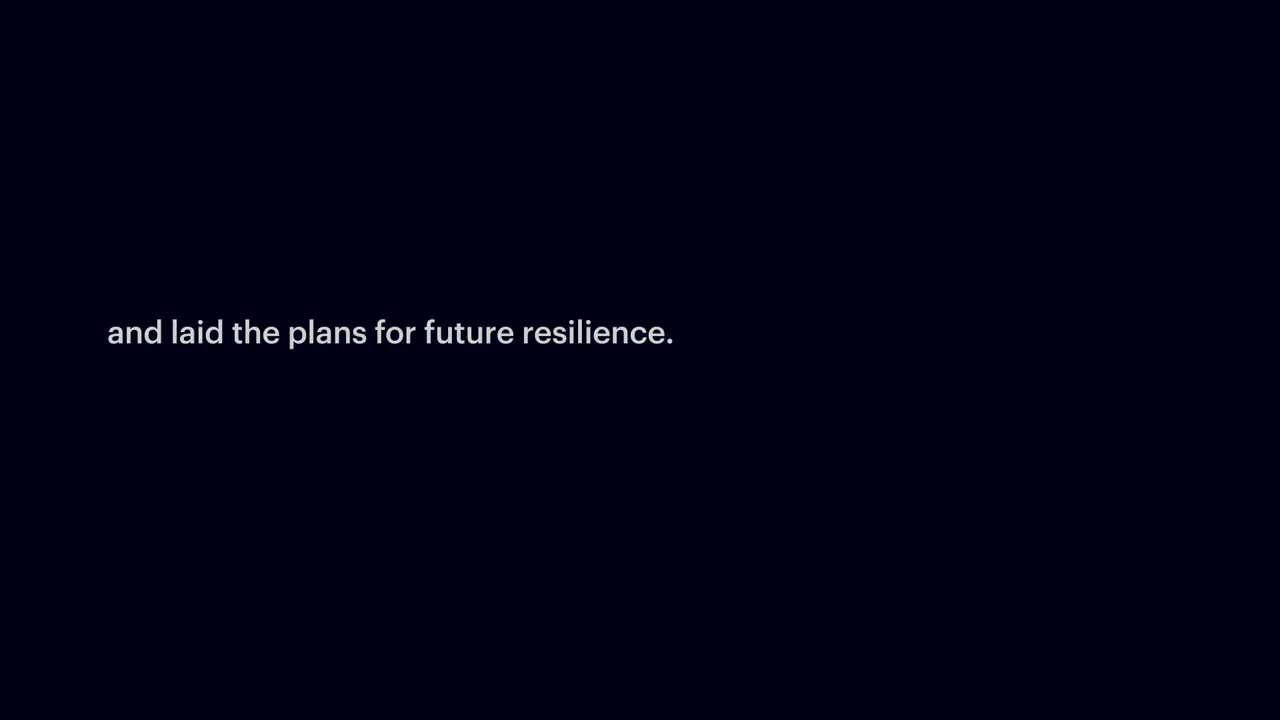 and laid the plans for future resilience.